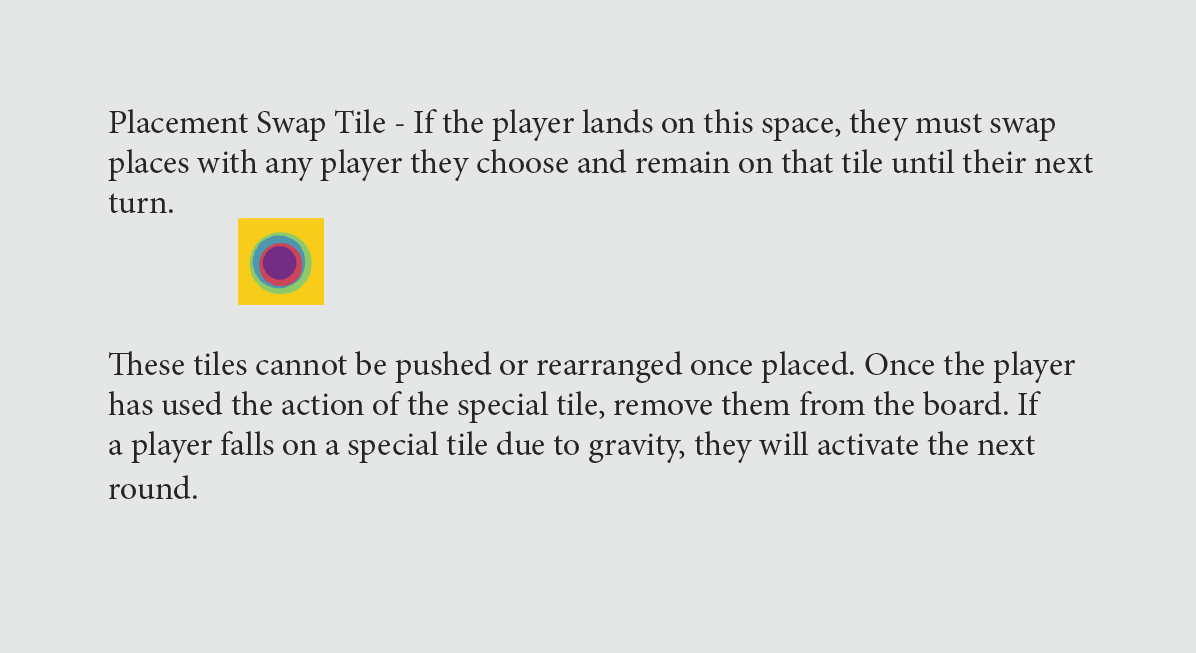 Placement Swap Tile - If the player lands on this space, they must swap
places with any player they choose and remain on that tile until their next
turn.
These tiles cannot be pushed or rearranged once placed. Once the player
has used the action of the special tile, remove them from the board. If
a player falls on a special tile due to gravity, they will activate the next
round.